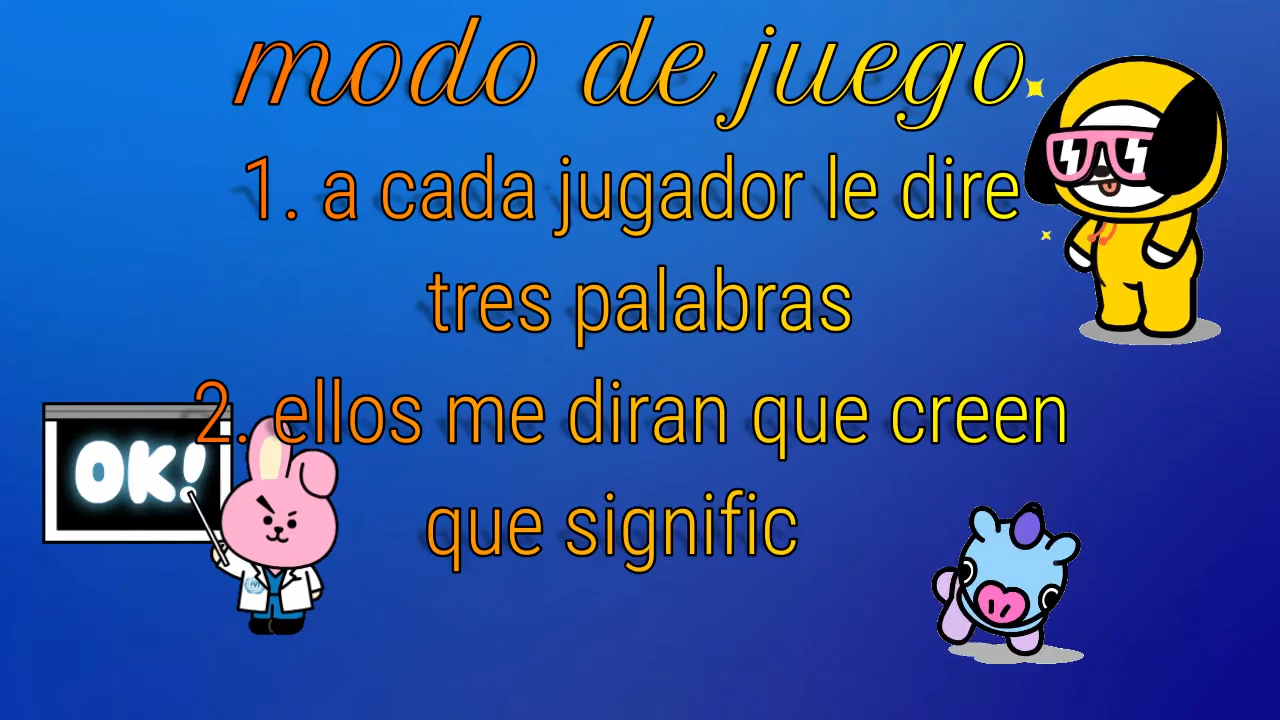 modo de juego
1. a cada jugador le dire
tres palabras
2. ellos me diran que creen
que signific
OK!